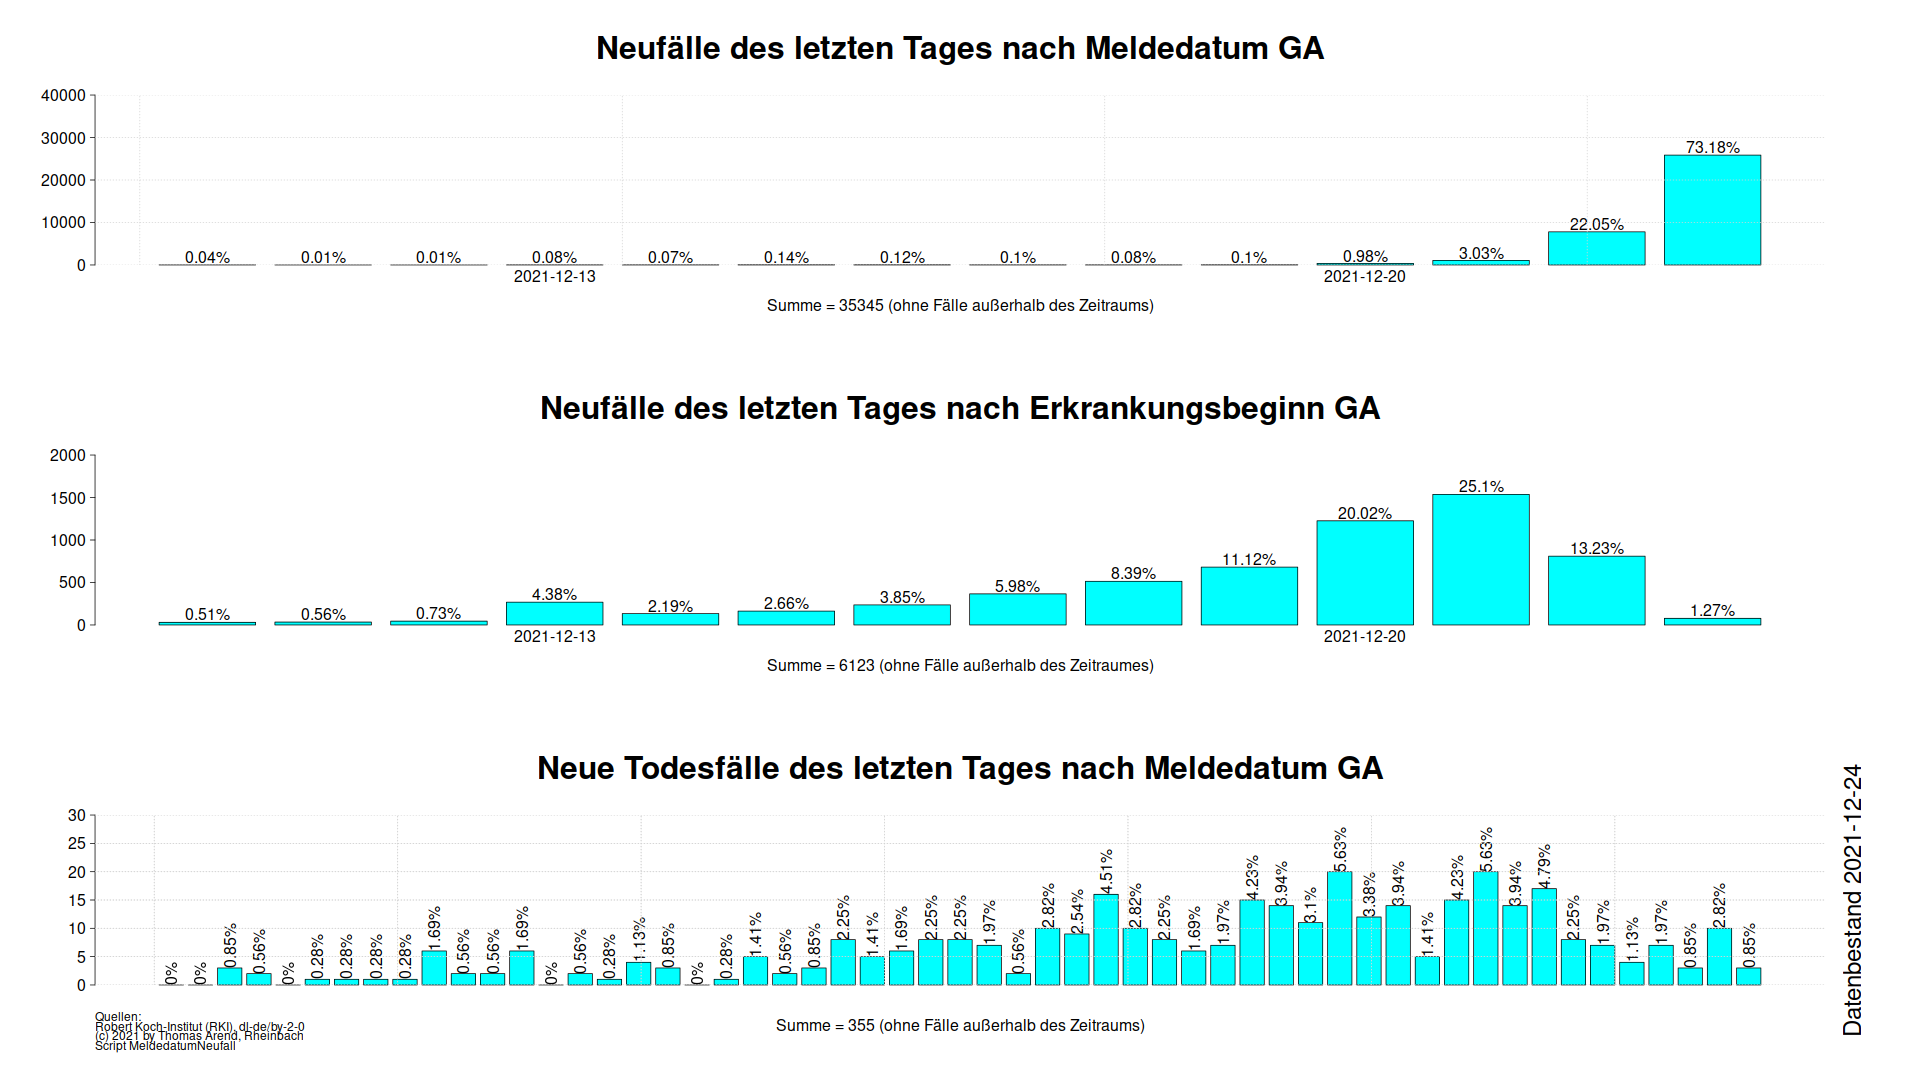 Neufälle des letzten Tages nach Meldedatum GA
40000
30000
20000
10000
0
0.04% 0.01% 0.01% 0.08% 0.07% 0.14% 0.12% 0.1% 0.08% 0.1% 0.98% 3.03% 22.05% 73.18%
2021-12-13 2021-12-20
Summe = 35345 (ohne Fälle außerhalb des Zeitraums)
Neufälle des letzten Tages nach Erkrankungsbeginn GA
2000
1500
1000
500
0
0.51% 0.56% 0.73% 4.38% 2.19% 2.66% 3.85% 5.98% 8.39% 11.12% 20.02% 25.1% 13.23% 1.27%
2021-12-13 2021-12-20
Summe = 6123 (ohne Fälle außerhalb des Zeitraumes)
Neue Todesfälle des letzten Tages nach Meldedatum GA
30
25
20
15
10
5
0
0% 0% 0.85% 0.56% 0% 0.28% 0.28% 0.28% 0.28% 1.69% 0.56% 0.56% 1.69% 0% 0.56% 0.28% 1.13% 0.85% 0% 0.28% 1.41% 0.56% 0.85% 2.25% 1.41% 1.69% 2.25% 2.25% 1.97% 0.56% 2.82% 2.54% 4.51% 2.82% 2.25% 1.69% 1.97% 4.23% 3.94% 3.1% 5.63% 3.38% 3.94% 1.41% 4.23% 5.63% 3.94% 4.79% 2.25% 1.97% 1.13% 1.97% 0.85% 2.82% 0.85%
Summe = 355 (ohne Fälle außerhalb des Zeitraums)
Quellen:
Robert Koch-Institut (RKI), dl-de/by-2-0
(c) 2021 by Thomas Arend, Rheinbach
Script MeldedatumNeufall
Datenbestand 2021-12-24